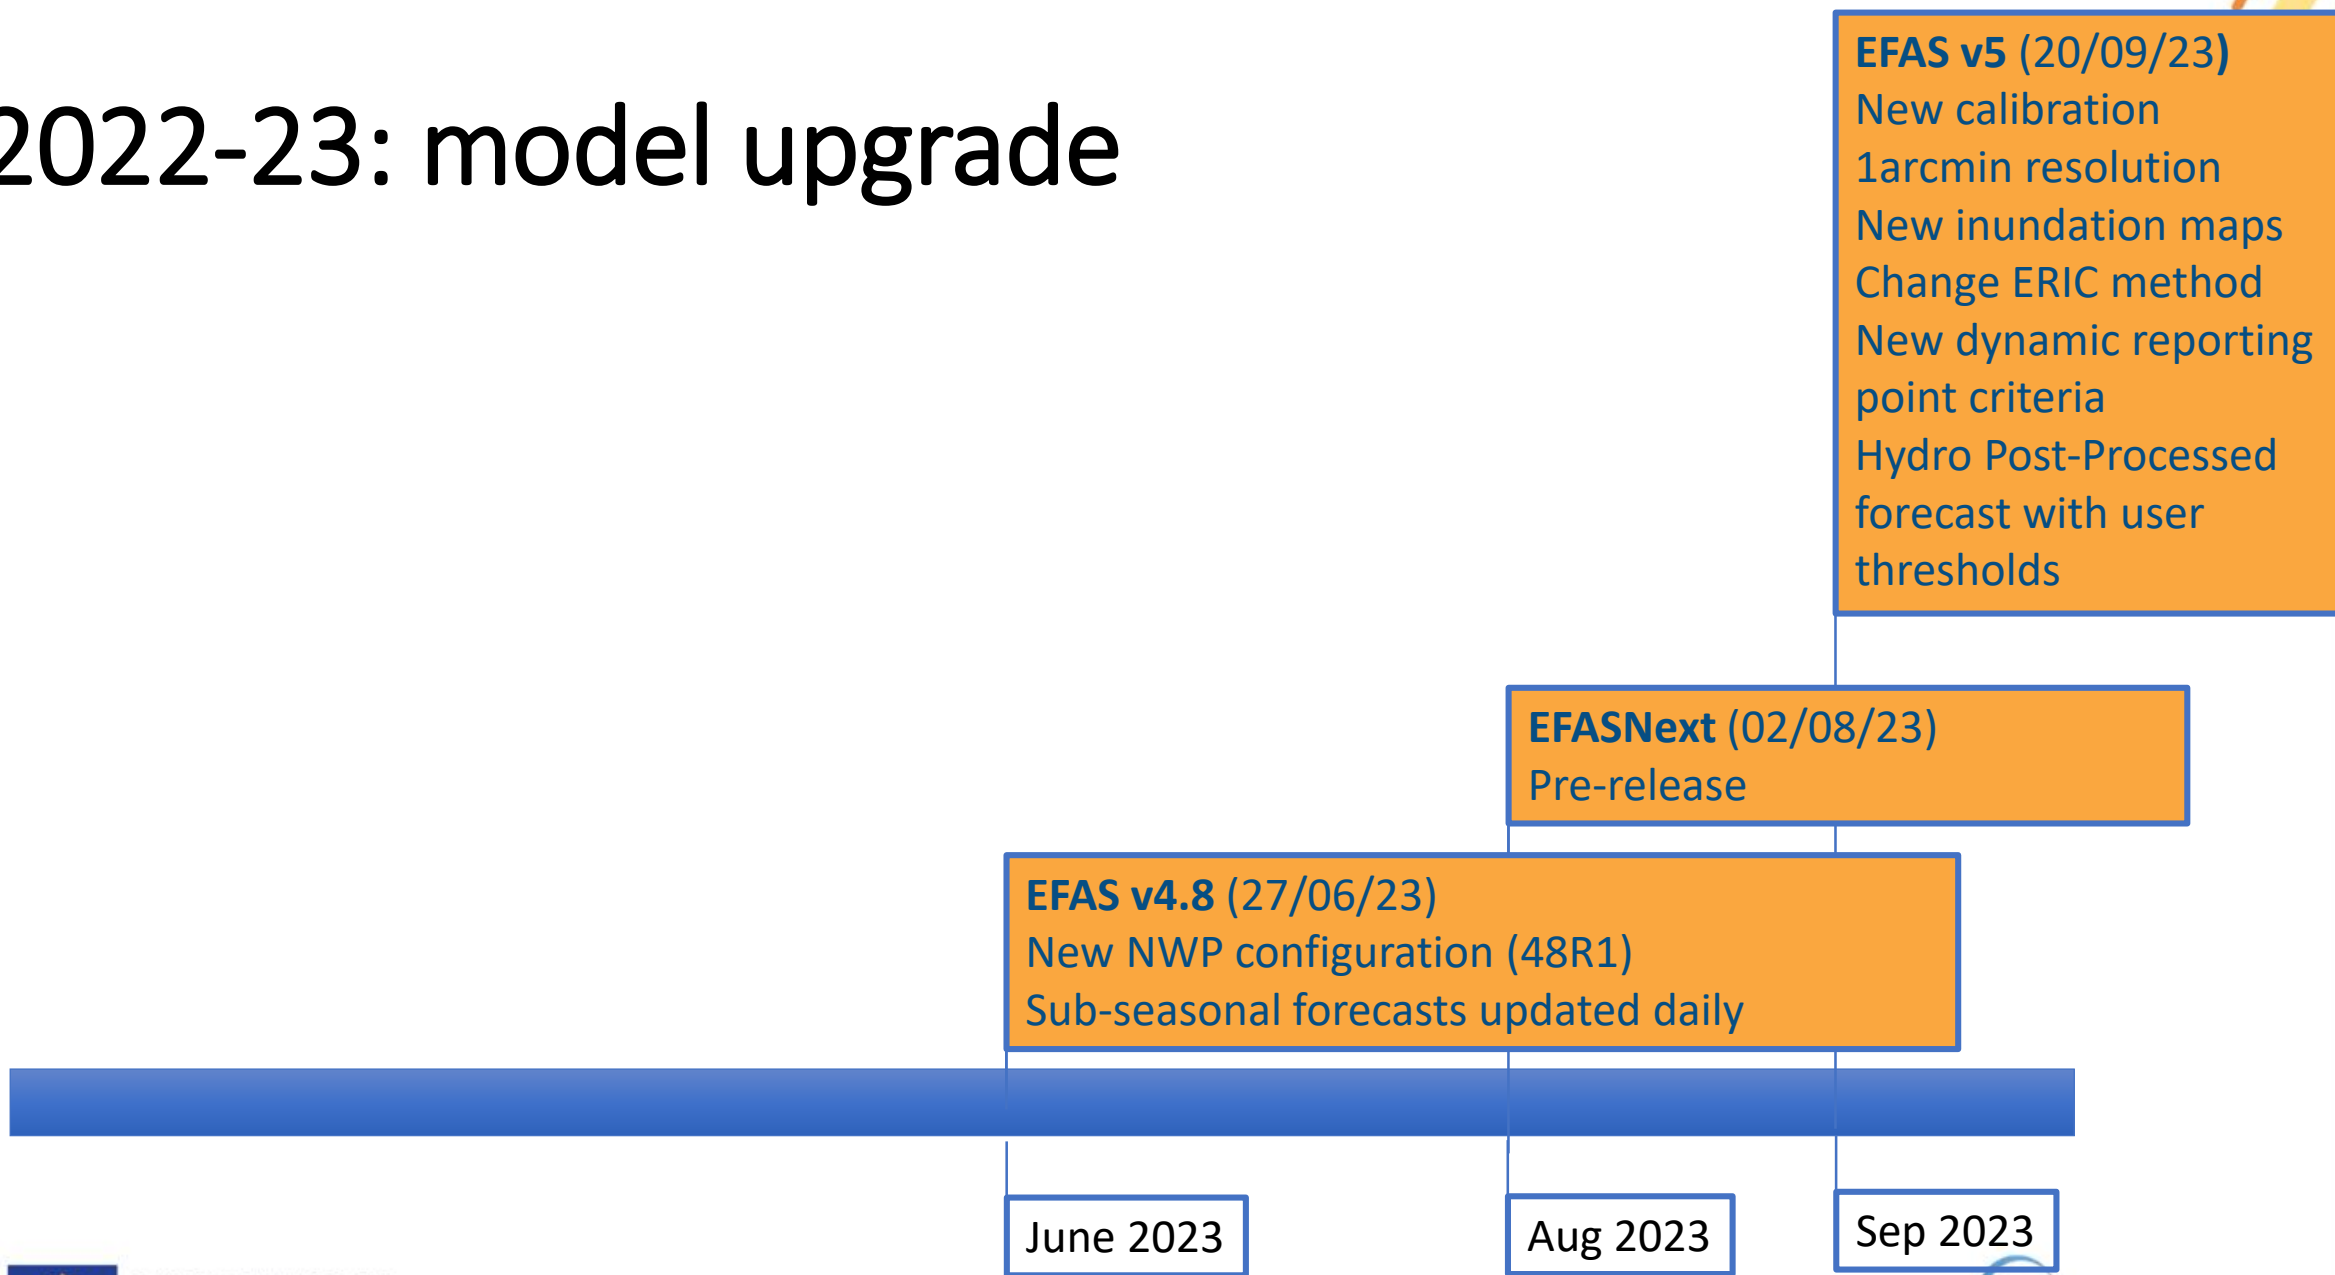 2022-23: model upgrade
EFAS v5 (20/09/23)
New calibration
1arcmin resolution
New inundation maps
Change ERIC method
New dynamic reporting
point criteria
Hydro Post-Processed
forecast with user
thresholds
EFASNext (02/08/23)
Pre-release
EFAS v4.8 (27/06/23)
New NWP configuration (48R1)
Sub-seasonal forecasts updated daily
June 2023
Aug 2023
Sep 2023